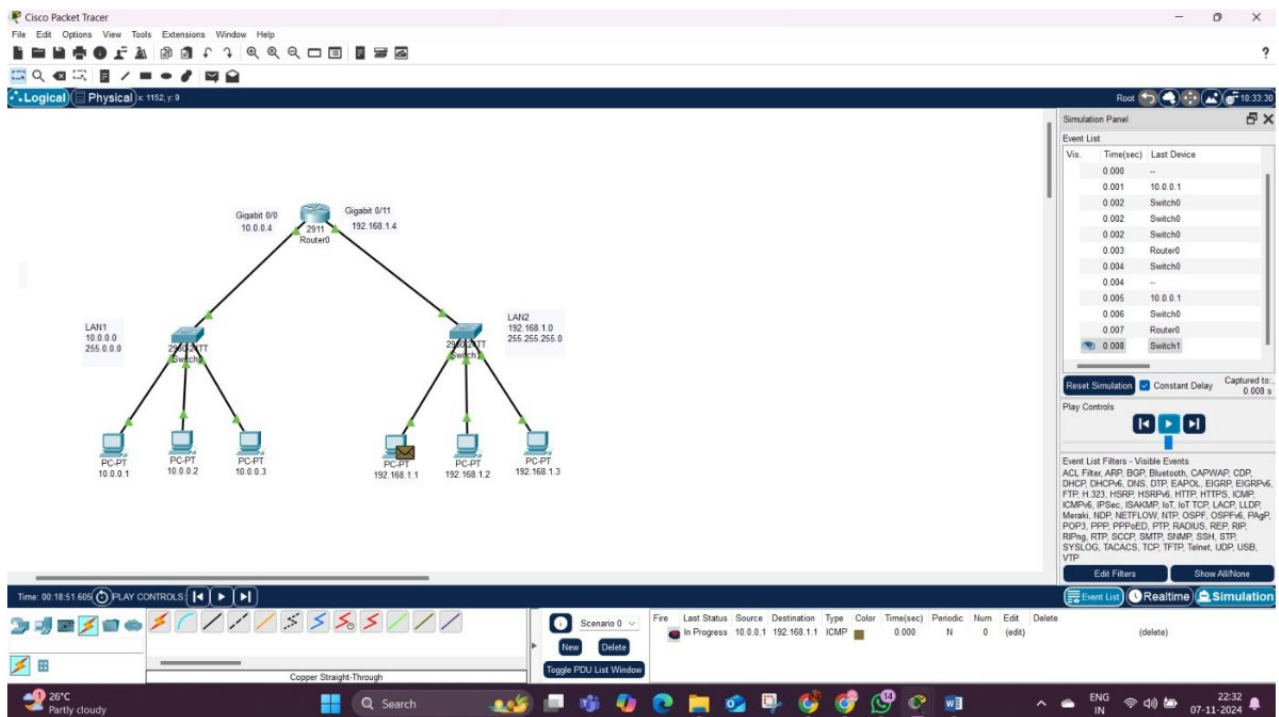 Cisco Packet Tracer
File Edit Options View Tools Extensions Window Help
?
Logical Physical x: 1152, y: 9
Root 10:33:30
Simulation Panel
Event List
Vis. Time(sec) Last Device
0.000 --
0.001 10.0.0.1
0.002 Switch0
0.002 Switch0
0.002 Switch0
0.003 Router0
0.004 Switch0
0.004 --
0.005 10.0.0.1
0.006 Switch0
0.007 Router0
0.008 Switch1
Reset Simulation Constant Delay Captured to:
0.008 s
Play Controls
Event List Filters - Visible Events
ACL Filter, ARP, BGP, Bluetooth, CAPWAP, CDP,
DHCP, DHCPv6, DNS, DTP, EAPOL, EIGRP, EIGRPv6,
FTP, H.323, HSRP, HSRPv6, HTTP, HTTPS, ICMP,
ICMPv6, IPSec, ISAKMP, IoT, IoT TCP, LACP, LLDP,
Meraki, NDP, NETFLOW, NTP, OSPF, OSPFv6, PAgP,
POP3, PPP, PPPoED, PTP, RADIUS, REP, RIP,
RIPng, RTP, SCCP, SMTP, SNMP, SSH, STP,
SYSLOG, TACACS, TCP, TFTP, Telnet, UDP, USB,
VTP
Edit Filters Show All/None
Event List Realtime Simulation
Gigabit 0/0
10.0.0.4
2911
Router0
Gigabit 0/11
192.168.1.4
LAN1
10.0.0.0
255.0.0.0
LAN2
192.168.1.0
255.255.255.0
PC-PT
10.0.0.1
PC-PT
10.0.0.2
PC-PT
10.0.0.3
PC-PT
192.168.1.1
PC-PT
192.168.1.2
PC-PT
192.168.1.3
Time: 00:18:51.605 PLAY CONTROLS:
Copper Straight-Through
Scenario 0
New Delete
Toggle PDU List Window
Fire Last Status Source Destination Type Color Time(sec) Periodic Num Edit Delete
In Progress 10.0.0.1 192.168.1.1 ICMP 0.000 N 0 (edit) (delete)
1
26°C
Partly cloudy
Search
14
ENG
IN
22:32
07-11-2024